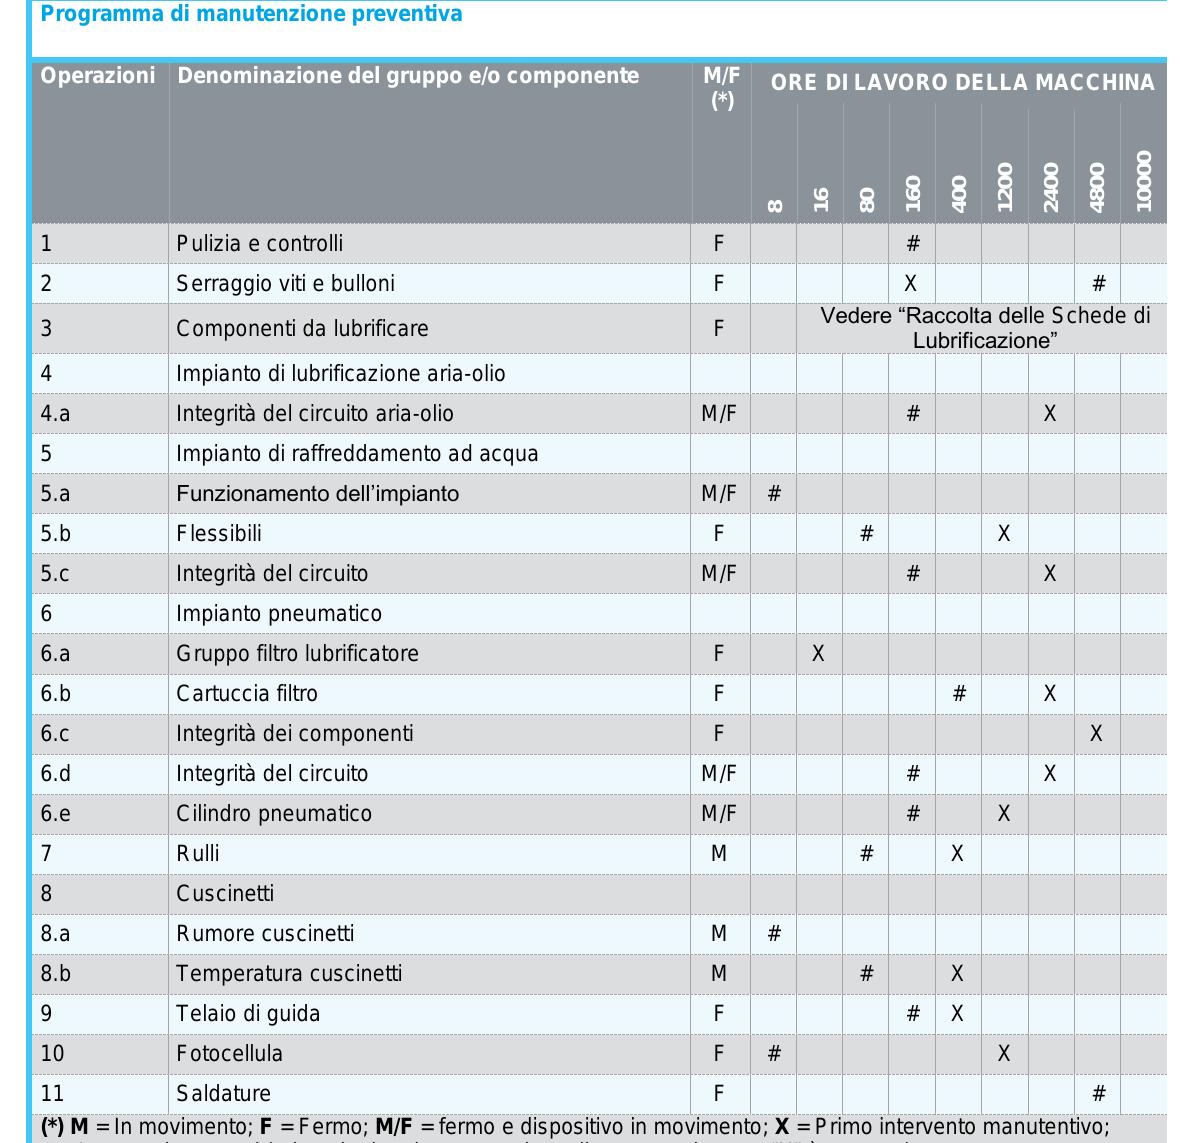 Programma di manutenzione preventiva
Operazioni Denominazione del gruppo e/o componente M/F (*) ORE DI LAVORO DELLA MACCHINA
8 16 80 160 400 1200 2400 4800 10000
1 Pulizia e controlli F #
2 Serraggio viti e bulloni F X #
3 Componenti da lubrificare F Vedere “Raccolta delle Schede di
Lubrificazione”
4 Impianto di lubrificazione aria-olio
4.a Integrità del circuito aria-olio M/F # X
5 Impianto di raffreddamento ad acqua
5.a Funzionamento dell’impianto M/F #
5.b Flessibili F # X
5.c Integrità del circuito M/F # X
6 Impianto pneumatico
6.a Gruppo filtro lubrificatore F X
6.b Cartuccia filtro F # X
6.c Integrità dei componenti F X
6.d Integrità del circuito M/F # X
6.e Cilindro pneumatico M/F # X
7 Rulli M # X
8 Cuscinetti
8.a Rumore cuscinetti M #
8.b Temperatura cuscinetti M # X
9 Telaio di guida F # X
10 Fotocellula F # X
11 Saldature F #
(*) M = In movimento; F = Fermo; M/F = fermo e dispositivo in movimento; X = Primo intervento manutentivo;